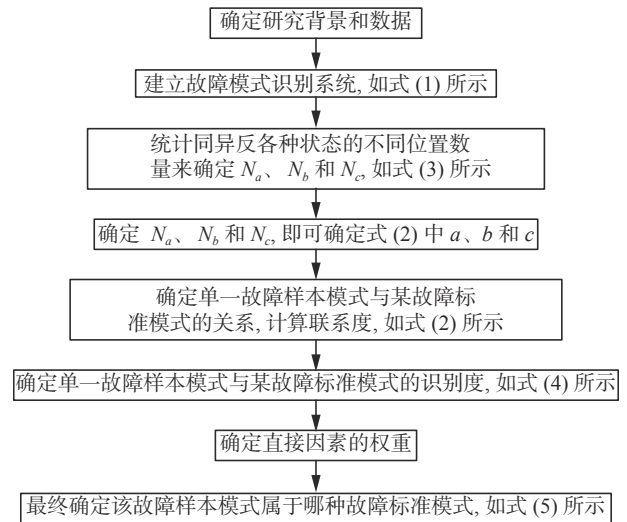 确定研究背景和数据
建立故障模式识别系统, 如式 (1) 所示
统计同异反各种状态的不同位置数
量来确定 Nₐ、 N_b 和 N_c, 如式 (3) 所示
确定 Nₐ、 N_b 和 N_c, 即可确定式 (2) 中 a、b 和 c
确定单一故障样本模式与某故障标
准模式的关系, 计算联系度, 如式 (2) 所示
确定单一故障样本模式与某故障标准模式的识别度, 如式 (4) 所示
确定直接因素的权重
最终确定该故障样本模式属于哪种故障标准模式, 如式 (5) 所示